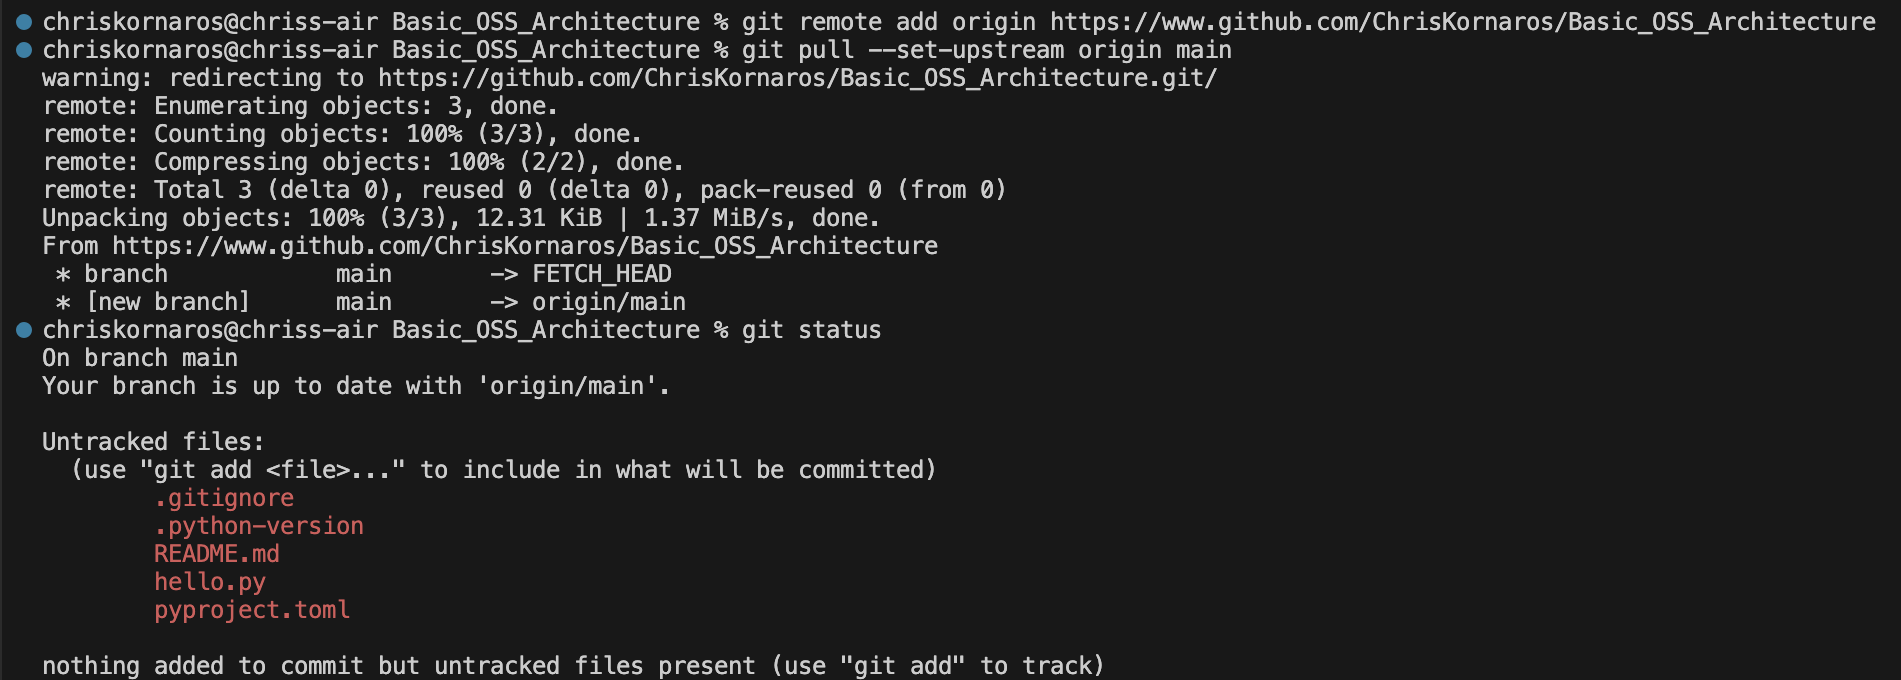 chriskornaros@chriss-air Basic_OSS_Architecture % git remote add origin https://www.github.com/ChrisKornaros/Basic_OSS_Architecture
chriskornaros@chriss-air Basic_OSS_Architecture % git pull --set-upstream origin main
warning: redirecting to https://github.com/ChrisKornaros/Basic_OSS_Architecture.git/
remote: Enumerating objects: 3, done.
remote: Counting objects: 100% (3/3), done.
remote: Compressing objects: 100% (2/2), done.
remote: Total 3 (delta 0), reused 0 (delta 0), pack-reused 0 (from 0)
Unpacking objects: 100% (3/3), 12.31 KiB | 1.37 MiB/s, done.
From https://www.github.com/ChrisKornaros/Basic_OSS_Architecture
 * branch            main       -> FETCH_HEAD
 * [new branch]      main       -> origin/main
chriskornaros@chriss-air Basic_OSS_Architecture % git status
On branch main
Your branch is up to date with 'origin/main'.

Untracked files:
  (use "git add <file>..." to include in what will be committed)
        .gitignore
        .python-version
        README.md
        hello.py
        pyproject.toml

nothing added to commit but untracked files present (use "git add" to track)